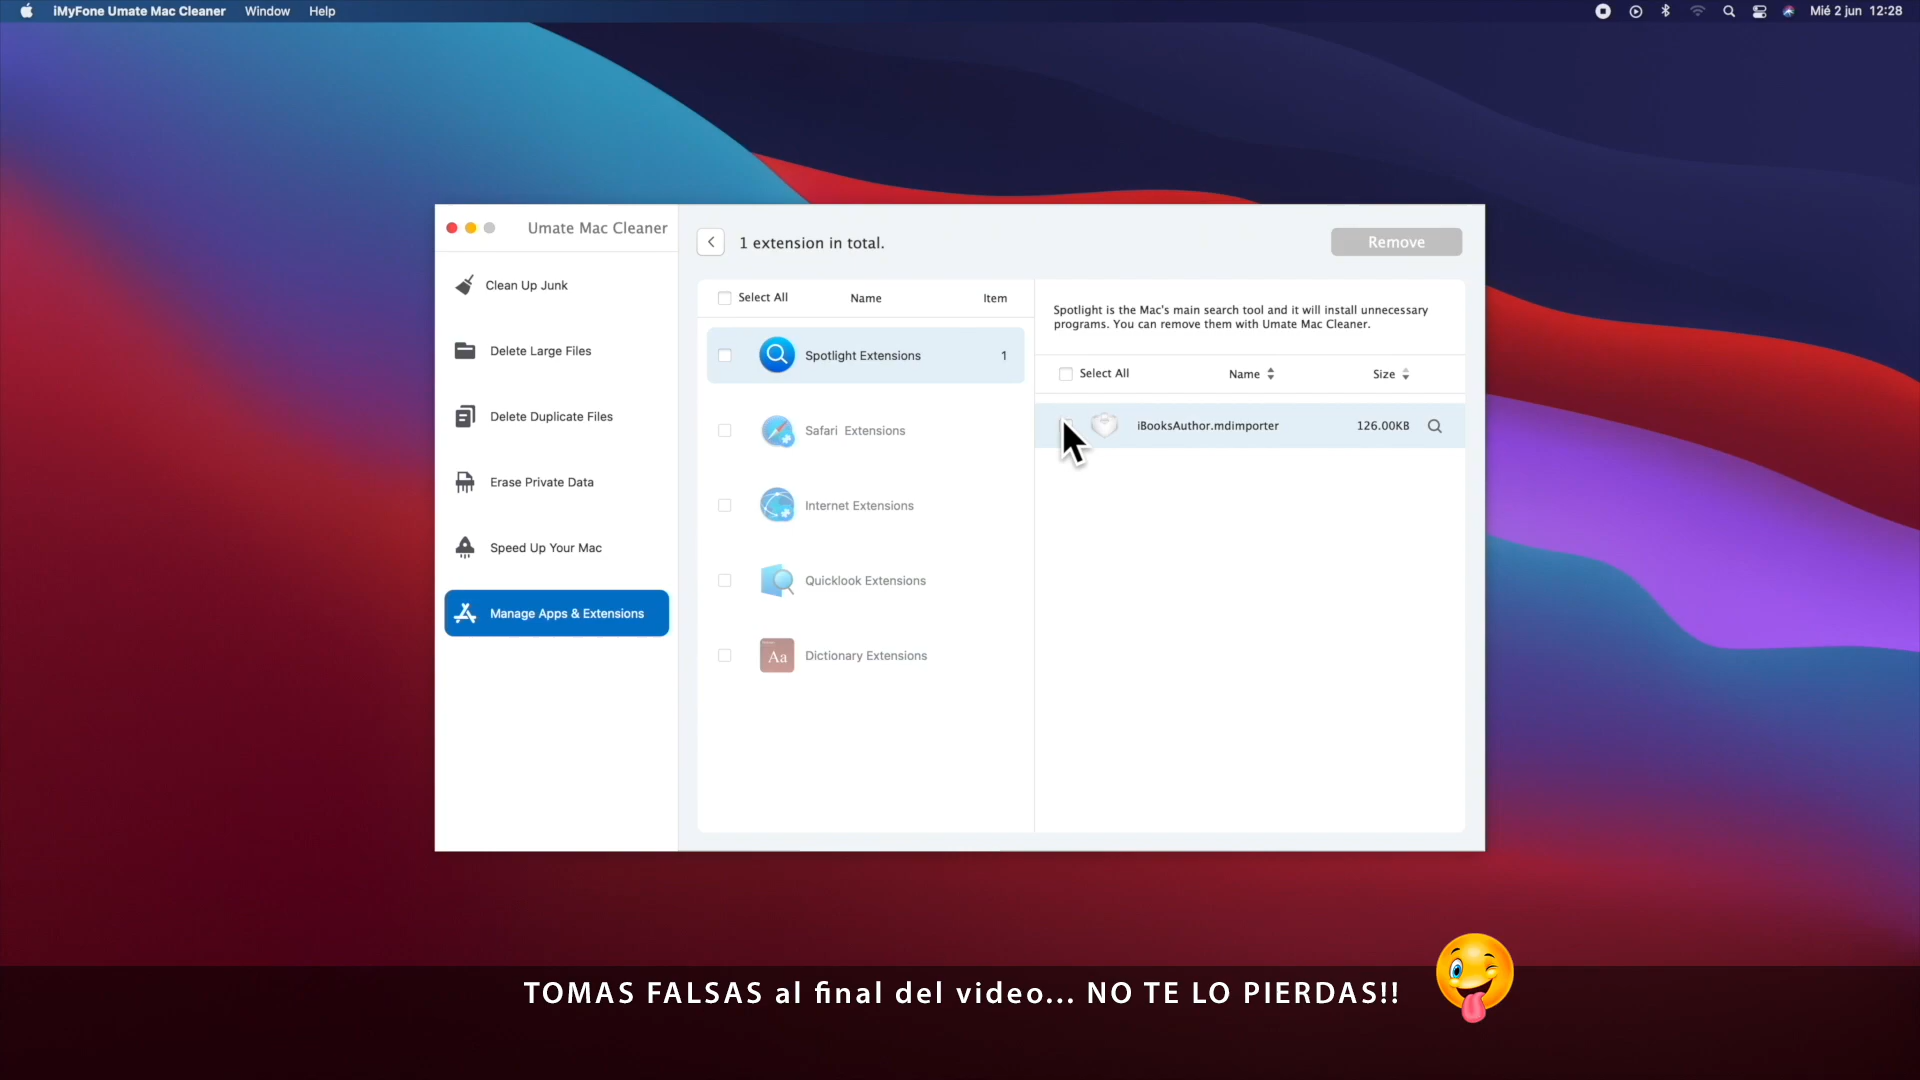 iMyFone Umate Mac Cleaner Window Help Mié 2 jun 12:28
Umate Mac Cleaner
Clean Up Junk
Delete Large Files
Delete Duplicate Files
Erase Private Data
Speed Up Your Mac
Manage Apps & Extensions
1 extension in total.
Remove
Select All Name Item
Spotlight Extensions 1
Safari Extensions
Internet Extensions
Quicklook Extensions
Aa Dictionary Extensions
Spotlight is the Mac's main search tool and it will install unnecessary
programs. You can remove them with Umate Mac Cleaner.
Select All Name Size
iBooksAuthor.mdimporter 126.00KB
TOMAS FALSAS al final del video... NO TE LO PIERDAS!!